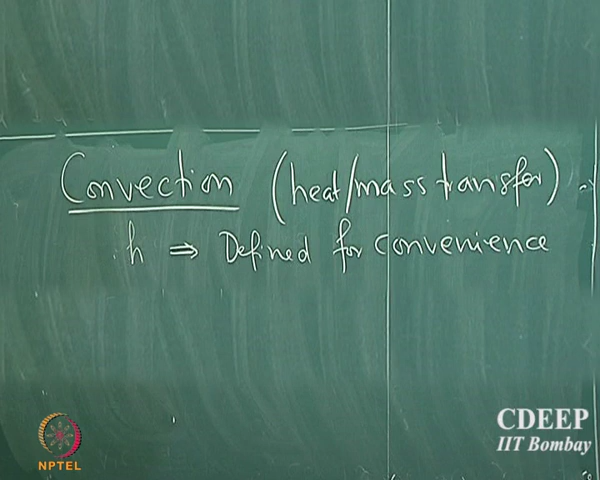 Convection (heat/mass transfer)
h ⇒ Defined for convenience
CDEEP
IIT Bombay
NPTEL